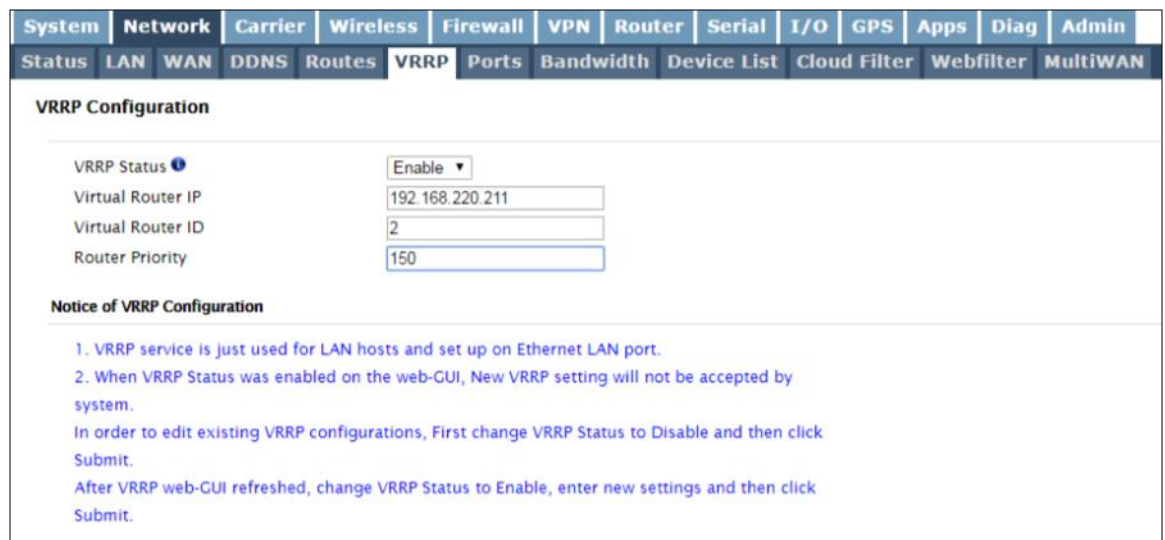 System Network Carrier Wireless Firewall VPN Router Serial I/O GPS Apps Diag Admin
Status LAN WAN DDNS Routes VRRP Ports Bandwidth Device List Cloud Filter Webfilter MultiWAN
VRRP Configuration
VRRP Status Enable
Virtual Router IP 192.168.220.211
Virtual Router ID 2
Router Priority 150
Notice of VRRP Configuration
1. VRRP service is just used for LAN hosts and set up on Ethernet LAN port.
2. When VRRP Status was enabled on the web-GUI, New VRRP setting will not be accepted by
system.
In order to edit existing VRRP configurations, First change VRRP Status to Disable and then click
Submit.
After VRRP web-GUI refreshed, change VRRP Status to Enable, enter new settings and then click
Submit.